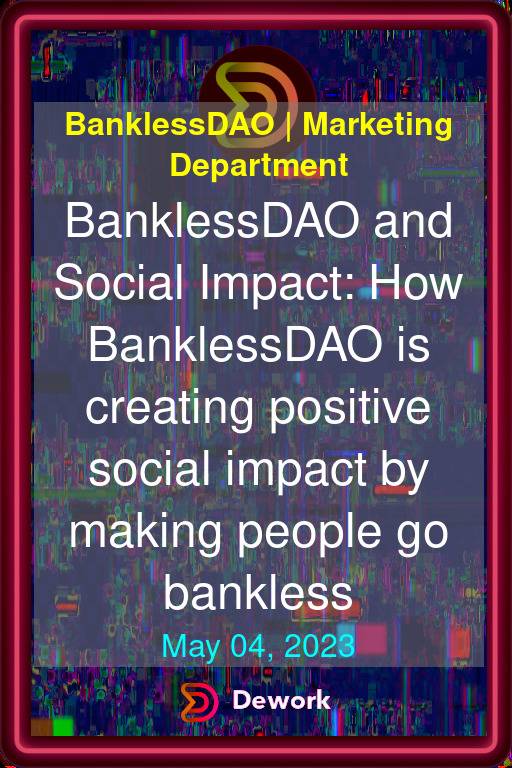 BanklessDAO | Marketing
Department
BanklessDAO and
Social Impact: How
BanklessDAO is
creating positive
social impact by
making people go
bankless
May 04, 2023
Dework